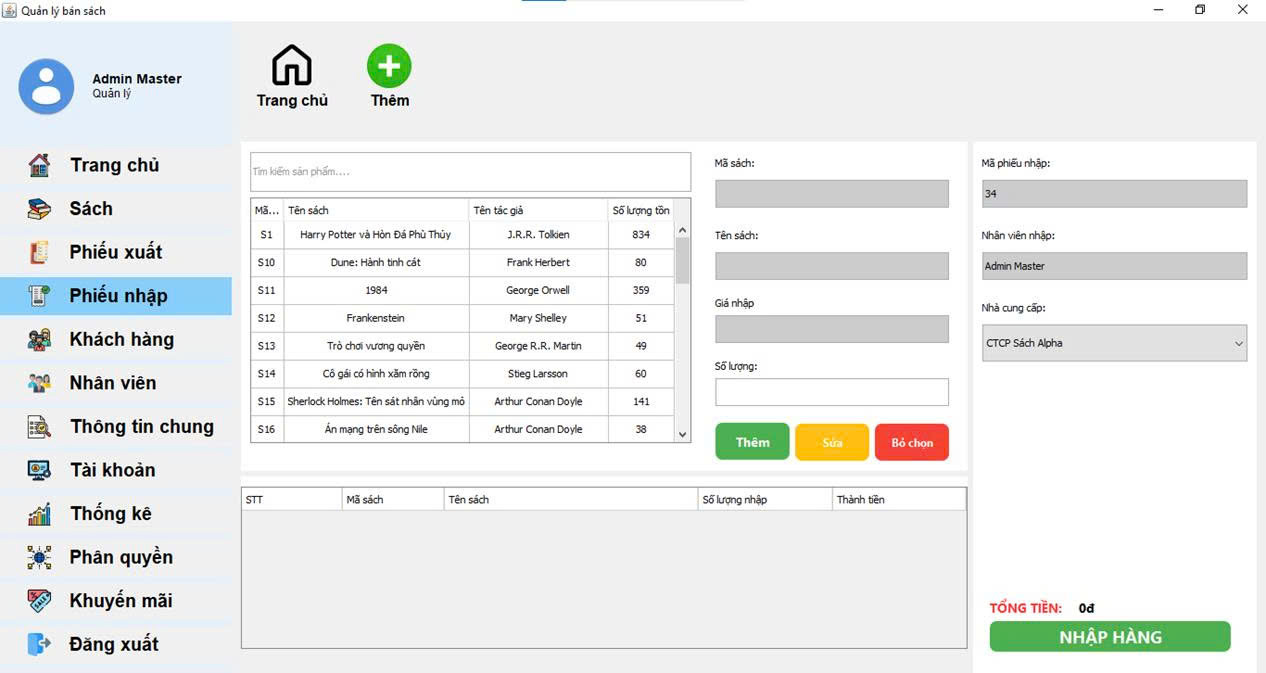 Quản lý bán sách
Admin Master
Quản lý
Trang chủ
Thêm
Trang chủ
Sách
Phiếu xuất
Phiếu nhập
Khách hàng
Nhân viên
Thông tin chung
Tài khoản
Thống kê
Phân quyền
Khuyến mãi
Đăng xuất
Tìm kiếm sản phẩm....
Mã... Tên sách Tên tác giả Số lượng tồn
S1 Harry Potter và Hòn Đá Phù Thủy J.R.R. Tolkien 834
S10 Dune: Hành tinh cát Frank Herbert 80
S11 1984 George Orwell 359
S12 Frankenstein Mary Shelley 51
S13 Trò chơi vương quyền George R.R. Martin 49
S14 Cô gái có hình xăm rồng Stieg Larsson 60
S15 Sherlock Holmes: Tên sát nhân vùng mỏ Arthur Conan Doyle 141
S16 Án mạng trên sông Nile Arthur Conan Doyle 38
Mã sách:
Tên sách:
Giá nhập
Số lượng:
Thêm Sửa Bỏ chọn
Mã phiếu nhập:
34
Nhân viên nhập:
Admin Master
Nhà cung cấp:
CTCP Sách Alpha
STT Mã sách Tên sách Số lượng nhập Thành tiền
TỔNG TIỀN: 0đ
NHẬP HÀNG